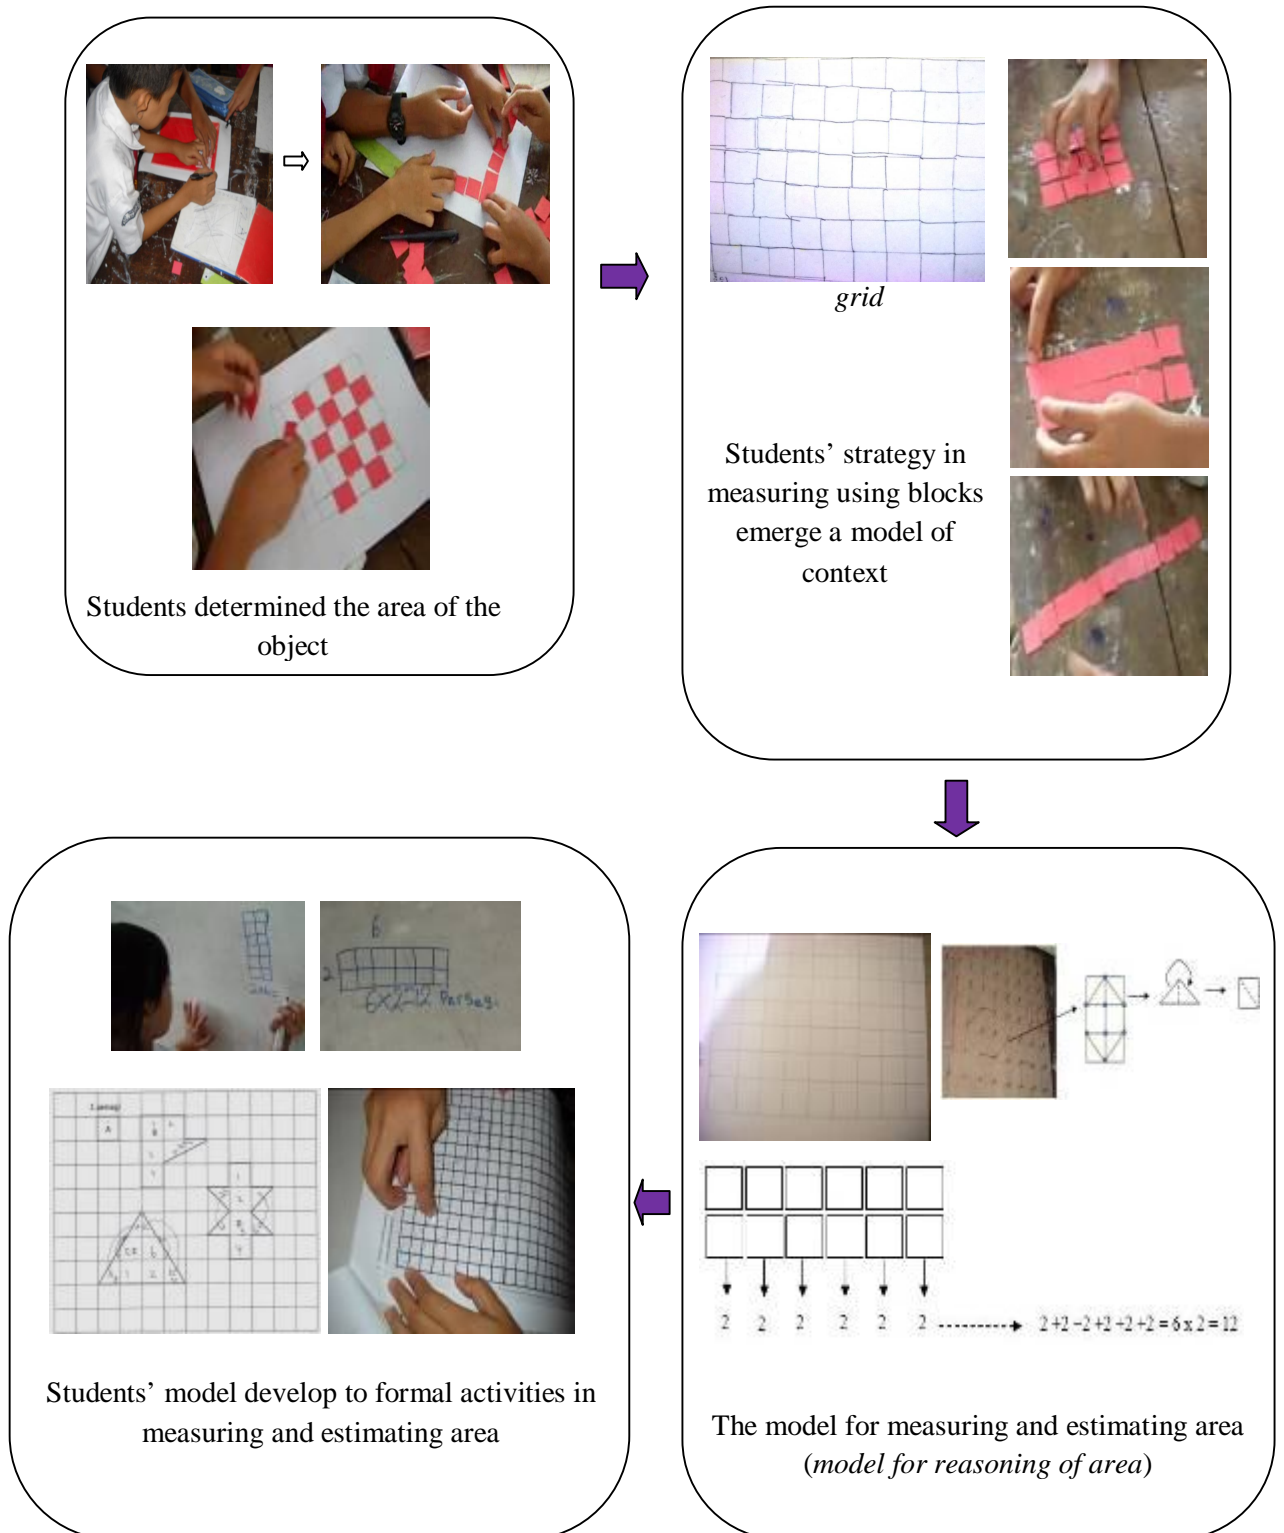 Students determined the area of the
object
grid
Students’ strategy in
measuring using blocks
emerge a model of
context
2 2 2 2 2 2
2 +2 −2 +2 +2 +2 = 6 x 2 = 12
The model for measuring and estimating area
(model for reasoning of area)
6
2
6x2=12 Persegi
A
Students’ model develop to formal activities in
measuring and estimating area